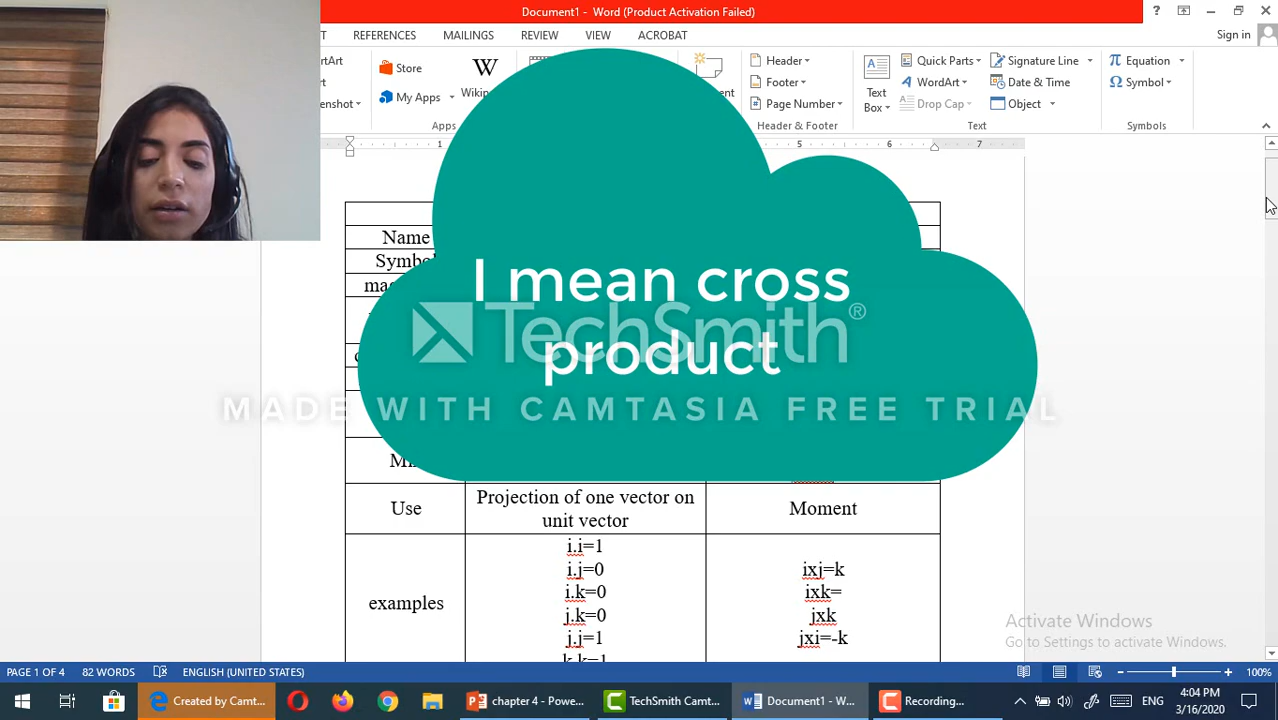 Document1 - Word (Product Activation Failed)
REFERENCES MAILINGS REVIEW VIEW ACROBAT Sign in
Store Header Quick Parts Signature Line Equation
My Apps Footer Text Box WordArt Date & Time Symbol
Page Number Drop Cap Object
Apps Header & Footer Text Symbols
1 5 6 7
Name
I mean cross
product
TechSmith®
MADE WITH CAMTASIA FREE TRIAL
Use Projection of one vector on unit vector Moment
examples
i.i=1
i.j=0
i.k=0
j.k=0
j.j=1
k.k=1
ixj=k
ixk=
jxk
jxi=-k
Activate Windows
Go to Settings to activate Windows.
PAGE 1 OF 4 82 WORDS ENGLISH (UNITED STATES) 100%
Created by Camt... chapter 4 - Powe... TechSmith Camt... Document1 - W... Recording... ENG 4:04 PM
3/16/2020